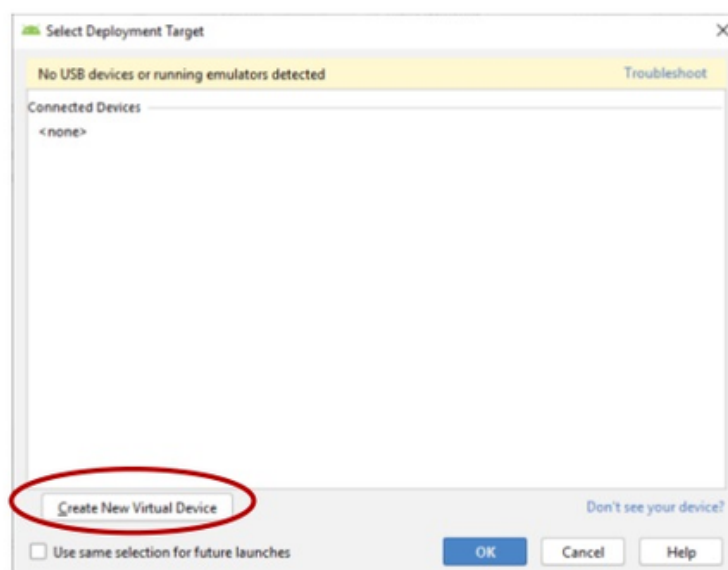 Select Deployment Target
No USB devices or running emulators detected Troubleshoot
Connected Devices
<none>
Create New Virtual Device Don't see your device?
Use same selection for future launches OK Cancel Help